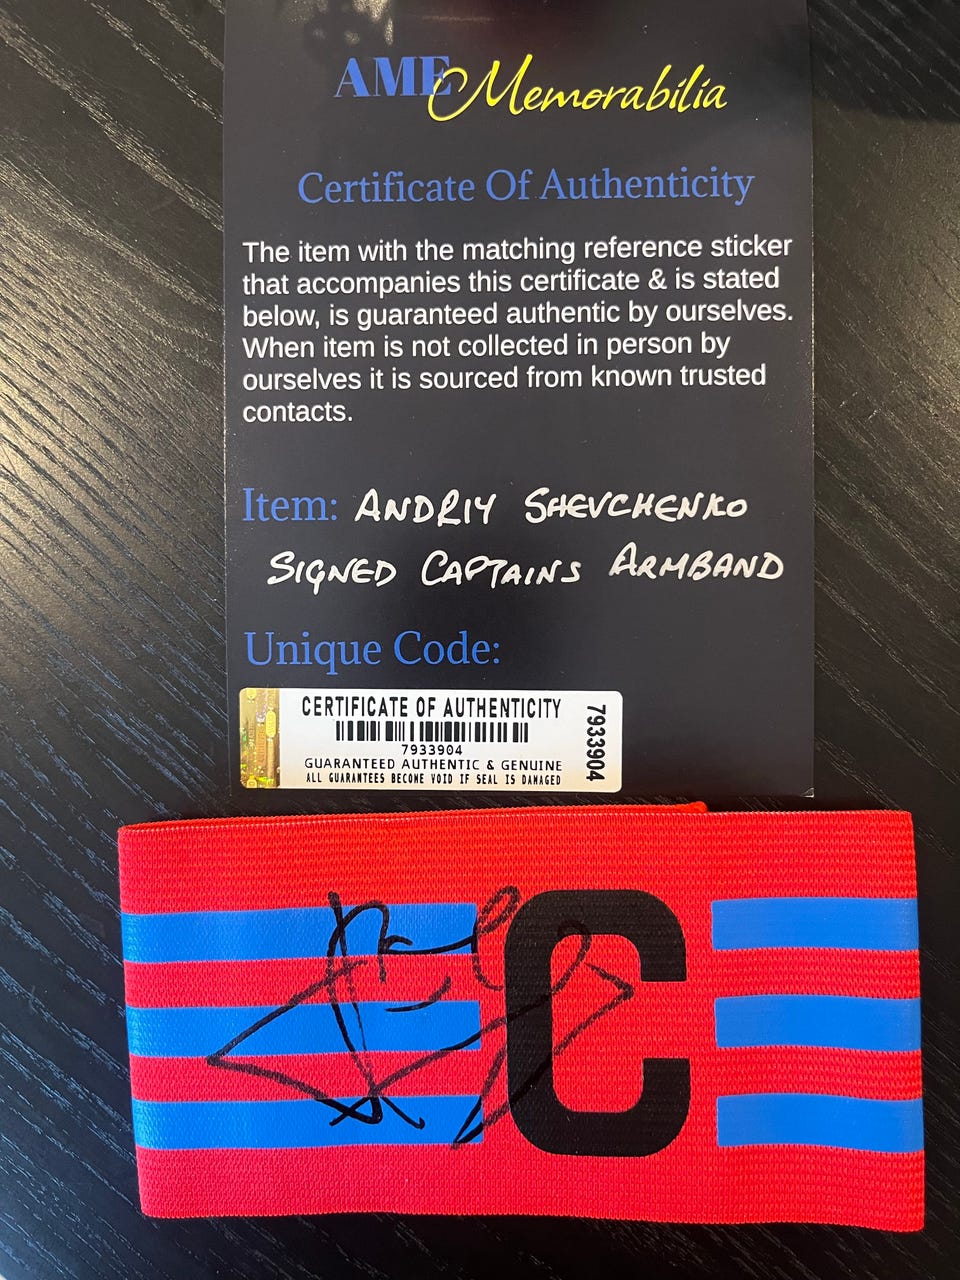 AME Memorabilia
Certificate Of Authenticity
The item with the matching reference sticker
that accompanies this certificate & is stated
below, is guaranteed authentic by ourselves.
When item is not collected in person by
ourselves it is sourced from known trusted
contacts.
Item: ANDRIY SHEVCHENKO
SIGNED CAPTAINS ARMBAND
Unique Code:
CERTIFICATE OF AUTHENTICITY
7933904
GUARANTEED AUTHENTIC & GENUINE
ALL GUARANTEES BECOME VOID IF SEAL IS DAMAGED
7933904
C